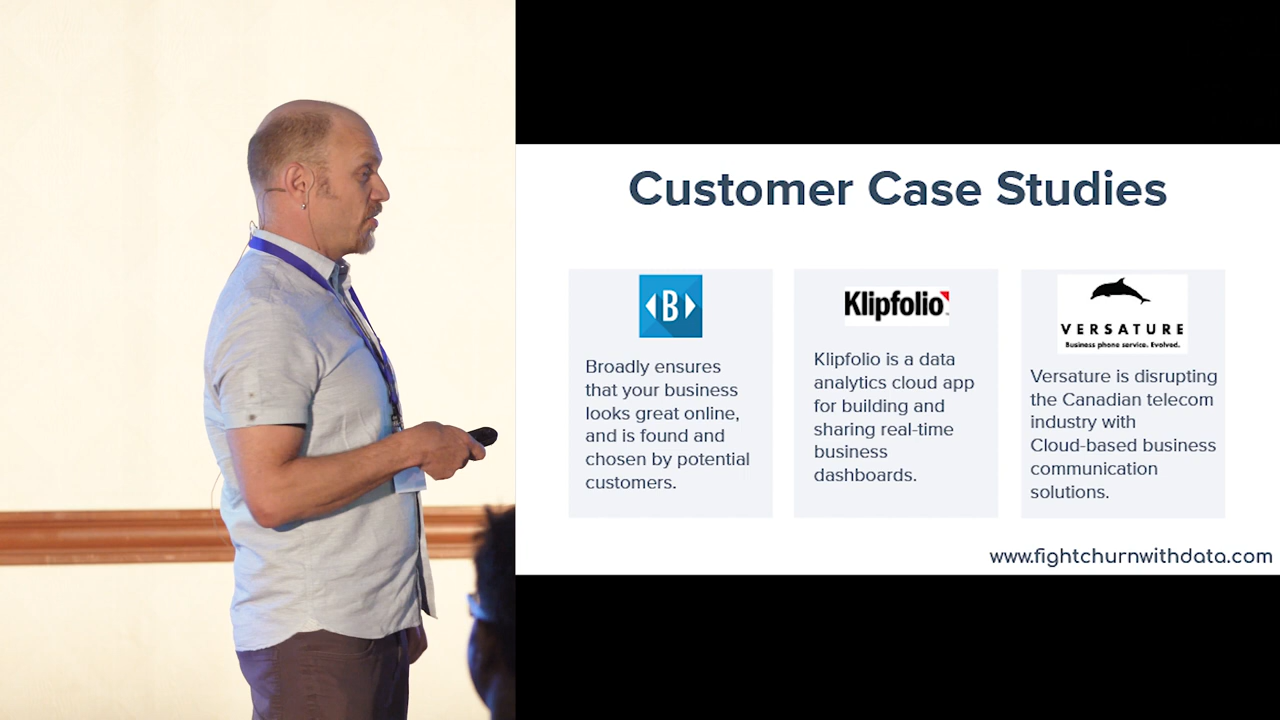 Customer Case Studies
B
Broadly ensures
that your business
looks great online,
and is found and
chosen by potential
customers.
Klipfolio
Klipfolio is a data
analytics cloud app
for building and
sharing real-time
business
dashboards.
VERSATURE
Business phone service. Evolved.
Versature is disrupting
the Canadian telecom
industry with
Cloud-based business
communication
solutions.
www.fightchurnwithdata.com